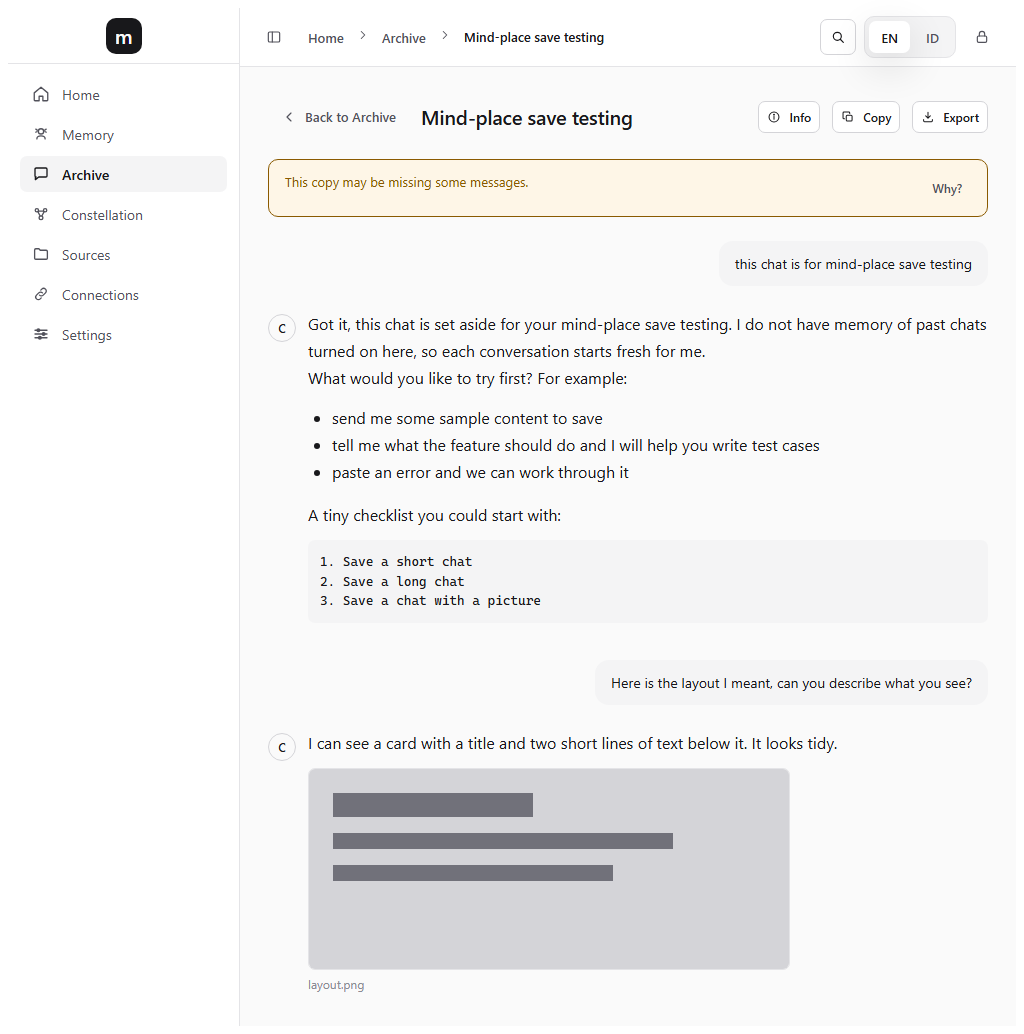 m
Home
Memory
Archive
Constellation
Sources
Connections
Settings
Home > Archive > Mind-place save testing
EN ID
Back to Archive
Mind-place save testing
Info Copy Export
This copy may be missing some messages.
Why?
this chat is for mind-place save testing
C
Got it, this chat is set aside for your mind-place save testing. I do not have memory of past chats
turned on here, so each conversation starts fresh for me.
What would you like to try first? For example:
• send me some sample content to save
• tell me what the feature should do and I will help you write test cases
• paste an error and we can work through it
A tiny checklist you could start with:
1. Save a short chat
2. Save a long chat
3. Save a chat with a picture
Here is the layout I meant, can you describe what you see?
C
I can see a card with a title and two short lines of text below it. It looks tidy.
layout.png